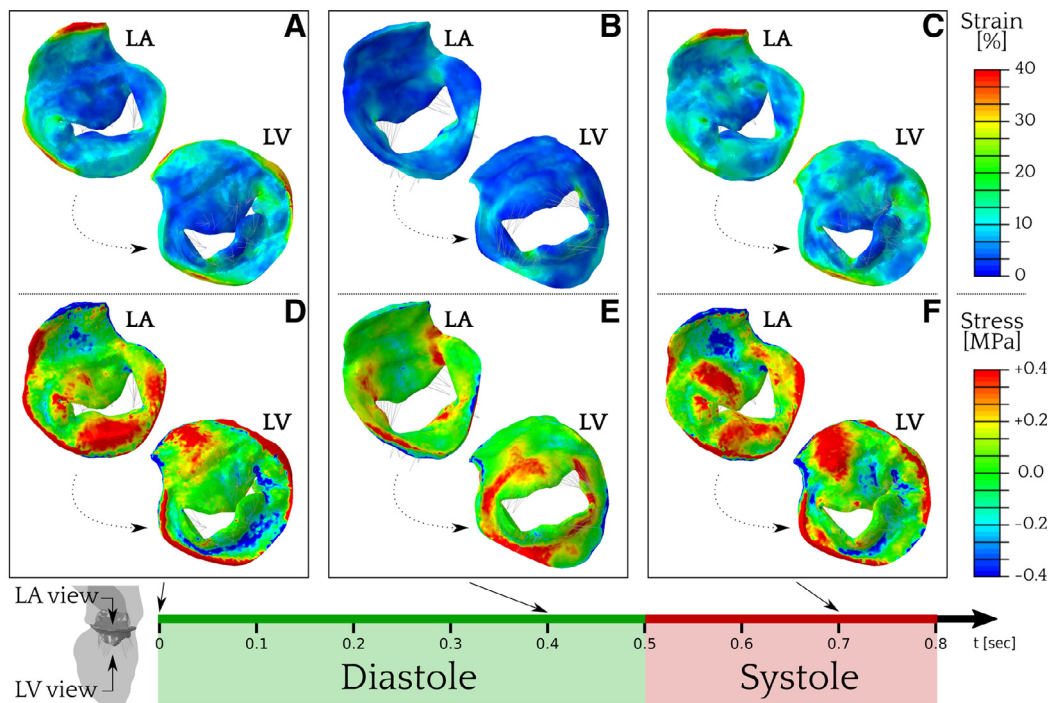 A
LA
LV
B
LA
LV
C
LA
LV
Strain
[%]
40
30
20
10
0
D
LA
LV
E
LA
LV
F
LA
LV
Stress
[MPa]
+0.4
+0.2
0.0
-0.2
-0.4
LA view
LV view
0
0.1
0.2
0.3
0.4
0.5
0.6
0.7
0.8
t [sec]
Diastole
Systole